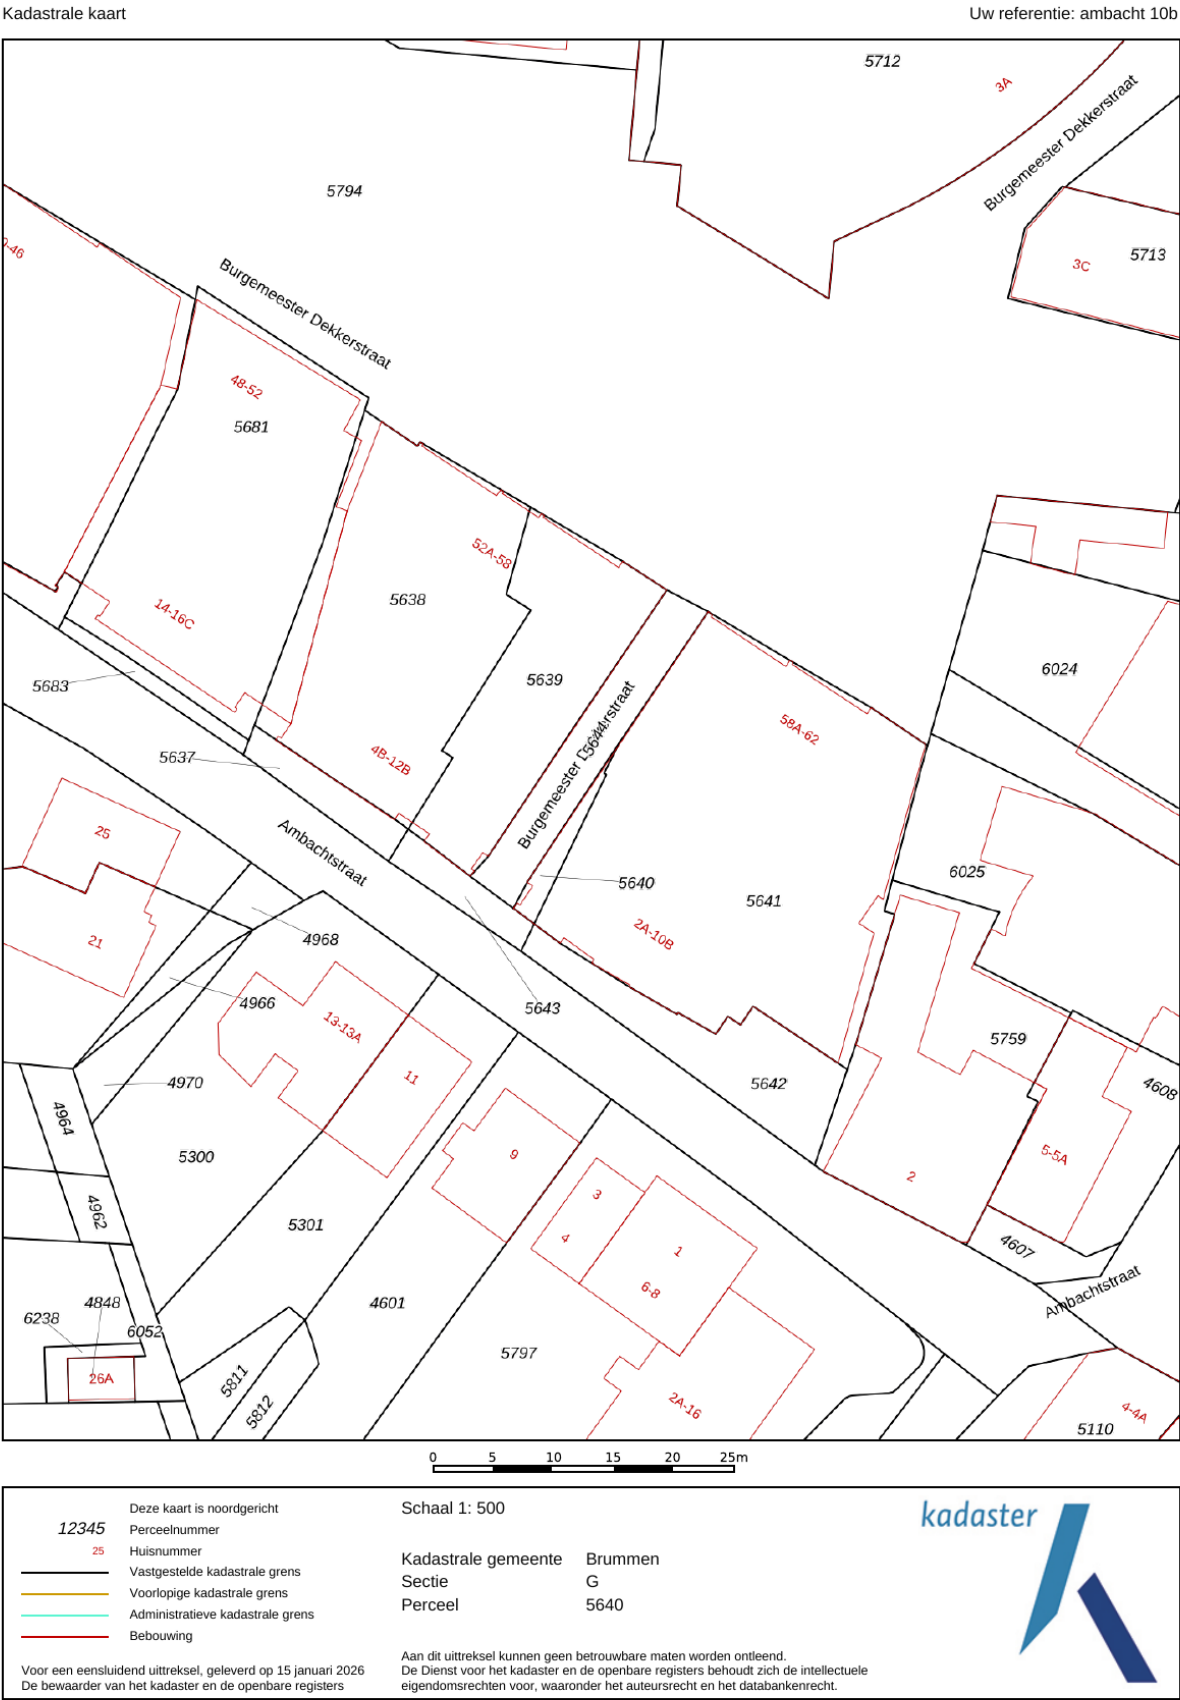 Kadastrale kaart
Uw referentie: ambacht 10b
5712
3A
Burgemeester Dekkerstraat
5794
5713
3C
Burgemeester Dekkerstraat
48-52
5681
52A-58
5638
14-16C
5639
6024
5683
58A-62
5637
4B-12B
Burgemeester
5644
25
Ambachtstraat
6025
5640
5641
2A-10B
21
4968
4966
5643
13-13A
5759
11
5642
4970
4608
4964
5300
9
5-5A
2
4962
5301
3
4
1
4607
6-8
Ambachtstraat
4848
6238
6052
4601
5797
26A
5811
5812
2A-16
4-4A
5110
0 5 10 15 20 25m
Deze kaart is noordgericht
12345 Perceelnummer
25 Huisnummer
Vastgestelde kadastrale grens
Voorlopige kadastrale grens
Administratieve kadastrale grens
Bebouwing
Voor een eensluidend uittreksel, geleverd op 15 januari 2026
De bewaarder van het kadaster en de openbare registers
Schaal 1: 500
Kadastrale gemeente Brummen
Sectie G
Perceel 5640
Aan dit uittreksel kunnen geen betrouwbare maten worden ontleend.
De Dienst voor het kadaster en de openbare registers behoudt zich de intellectuele
eigendomsrechten voor, waaronder het auteursrecht en het databankenrecht.
kadaster